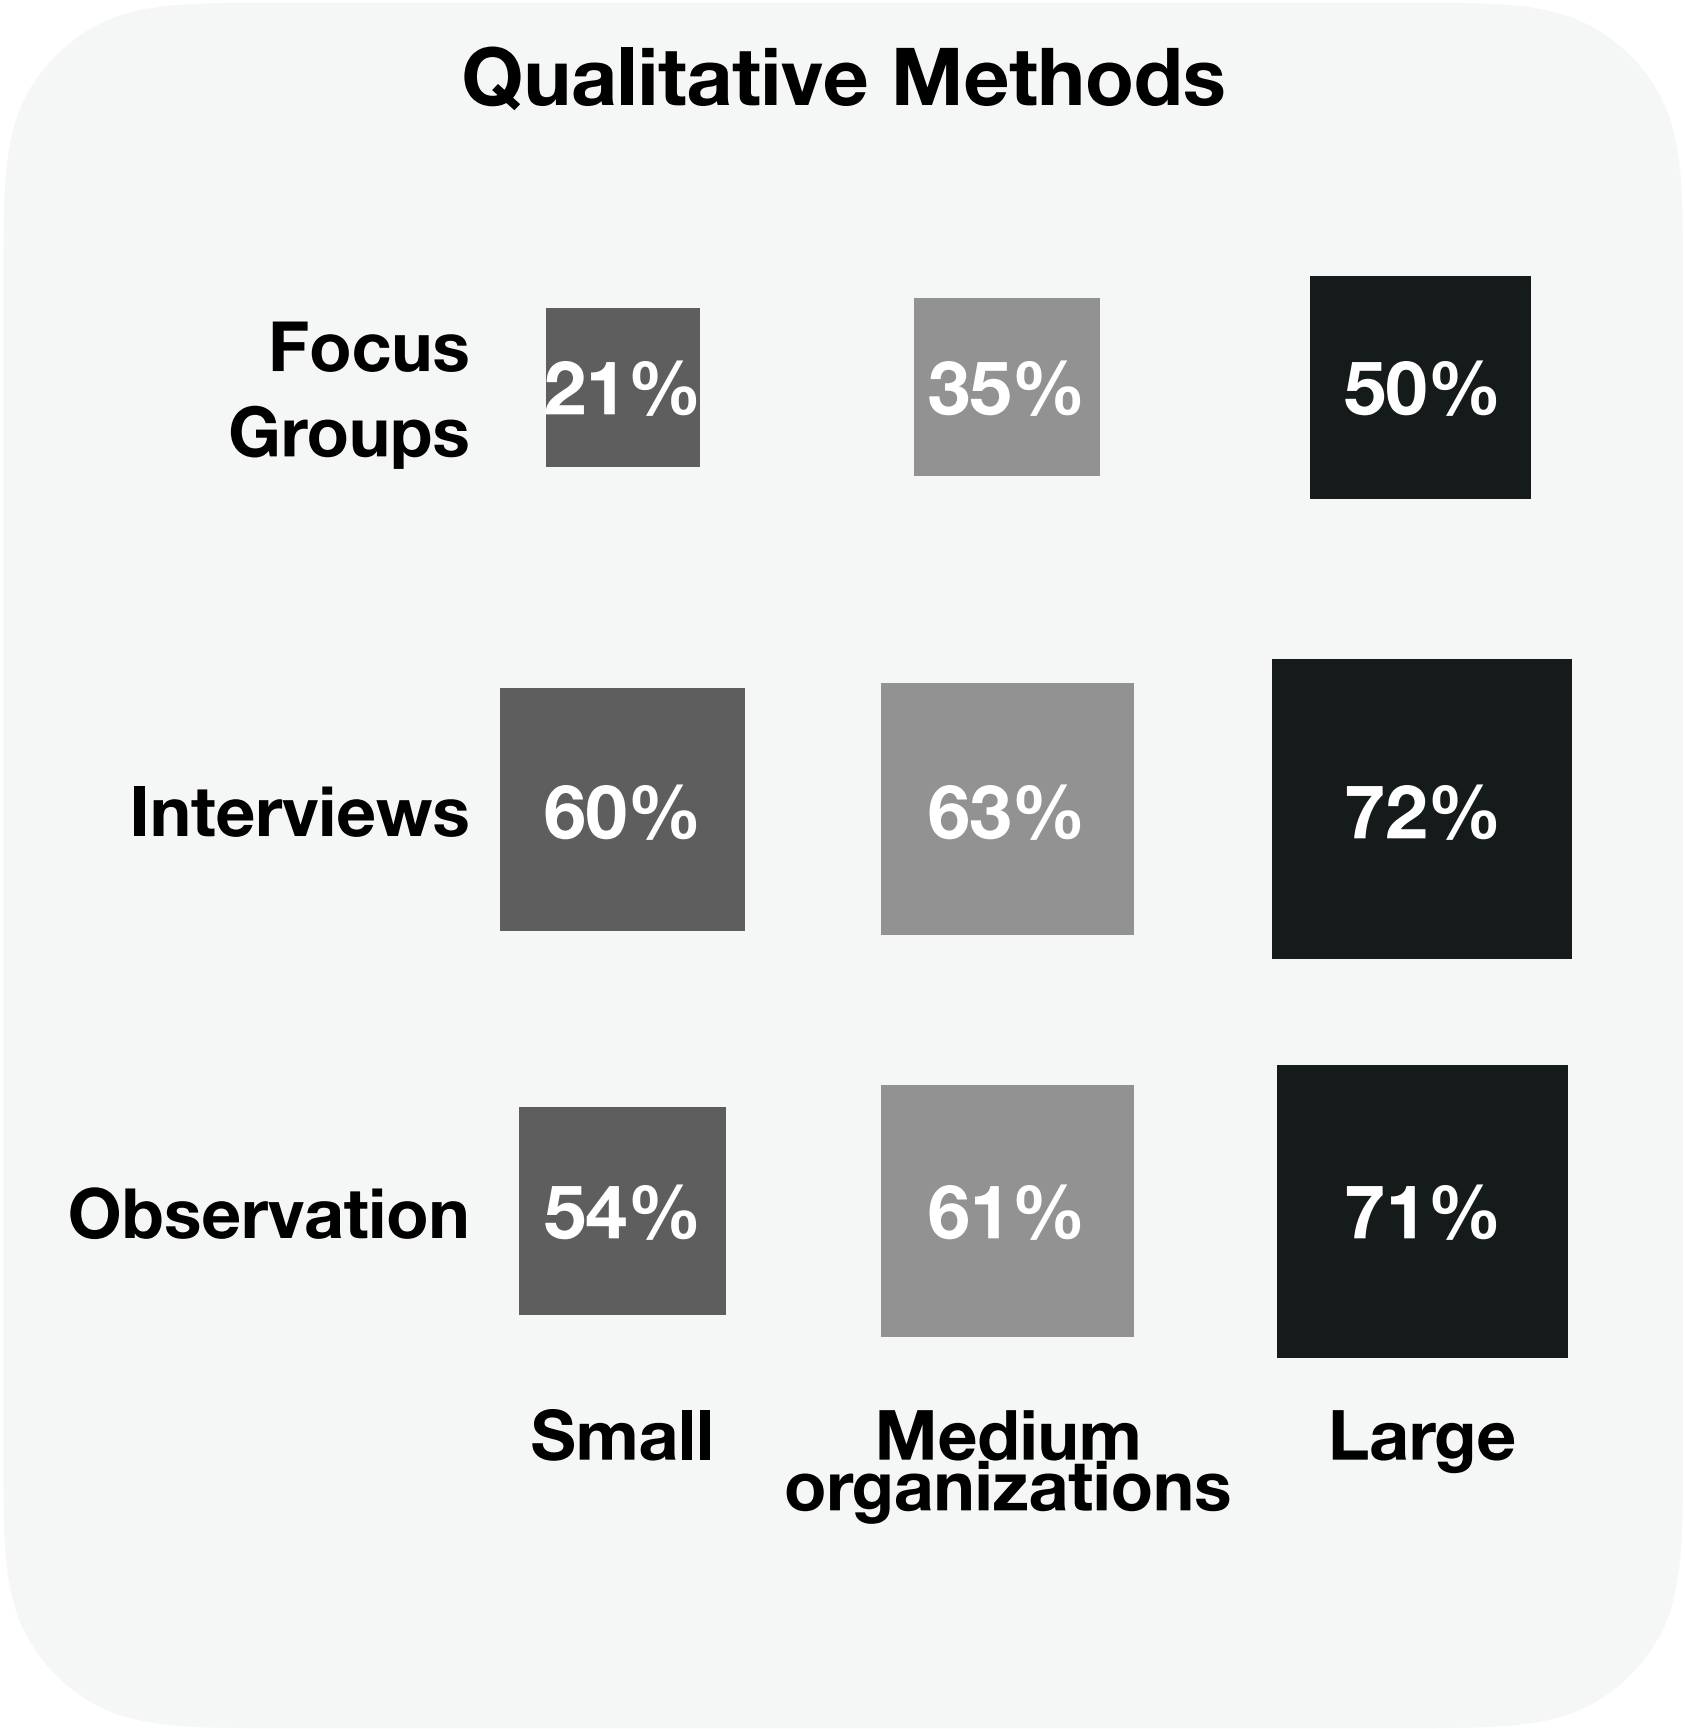 Qualitative Methods
Focus
Groups
21% 35% 50%
Interviews 60% 63% 72%
Observation 54% 61% 71%
Small Medium Large
organizations